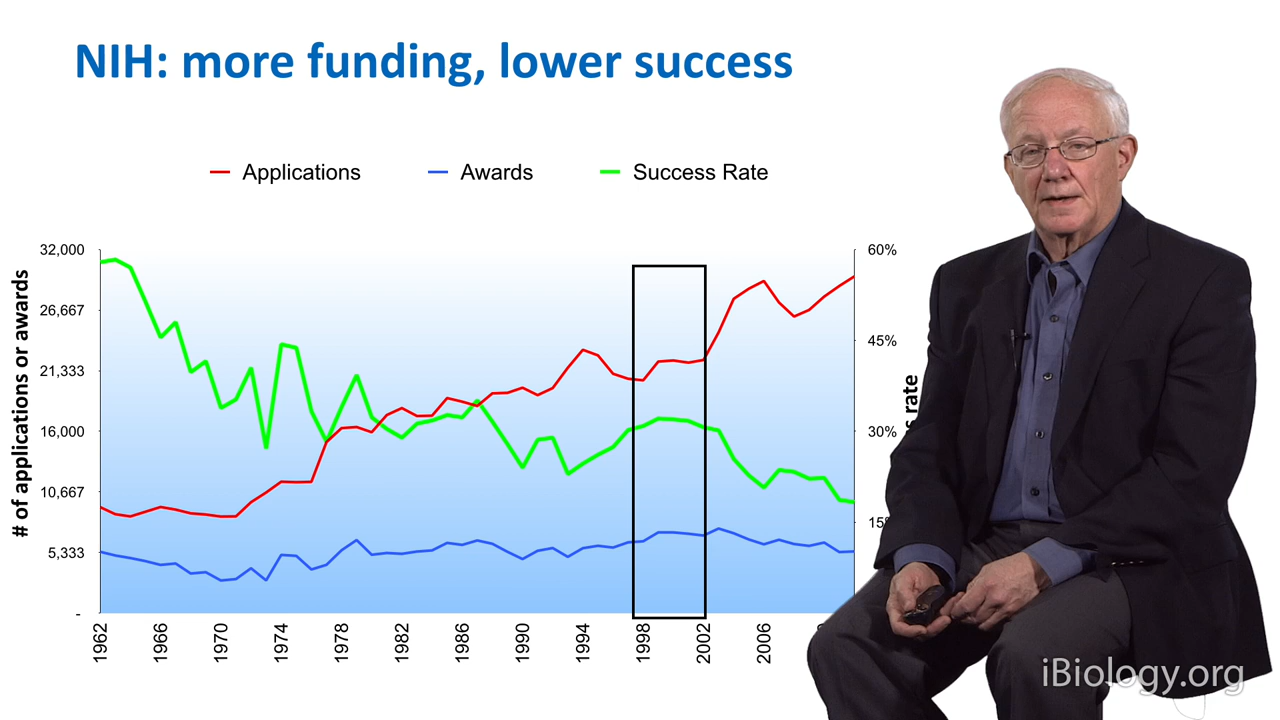 NIH: more funding, lower success
Applications Awards Success Rate
# of applications or awards
32,000
26,667
21,333
16,000
10,667
5,333
-
60%
45%
30%
rate
1962 1966 1970 1974 1978 1982 1986 1990 1994 1998 2002 2006
iBiology.org